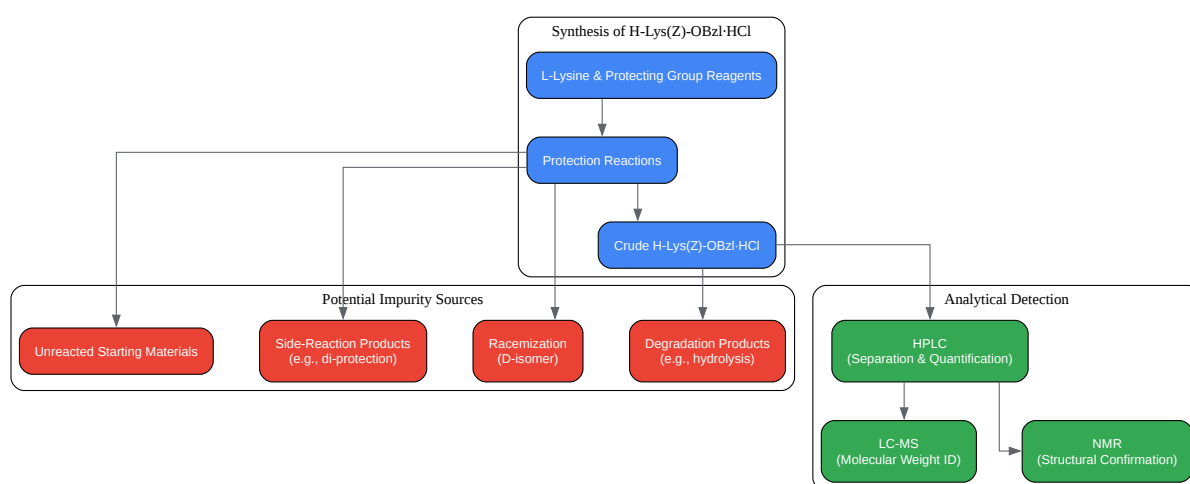 Synthesis of H-Lys(Z)-OBzl·HCl
L-Lysine & Protecting Group Reagents
Protection Reactions
Crude H-Lys(Z)-OBzl·HCl
Potential Impurity Sources
Unreacted Starting Materials
Side-Reaction Products
(e.g., di-protection)
Racemization
(D-isomer)
Degradation Products
(e.g., hydrolysis)
Analytical Detection
HPLC
(Separation & Quantification)
LC-MS
(Molecular Weight ID)
NMR
(Structural Confirmation)